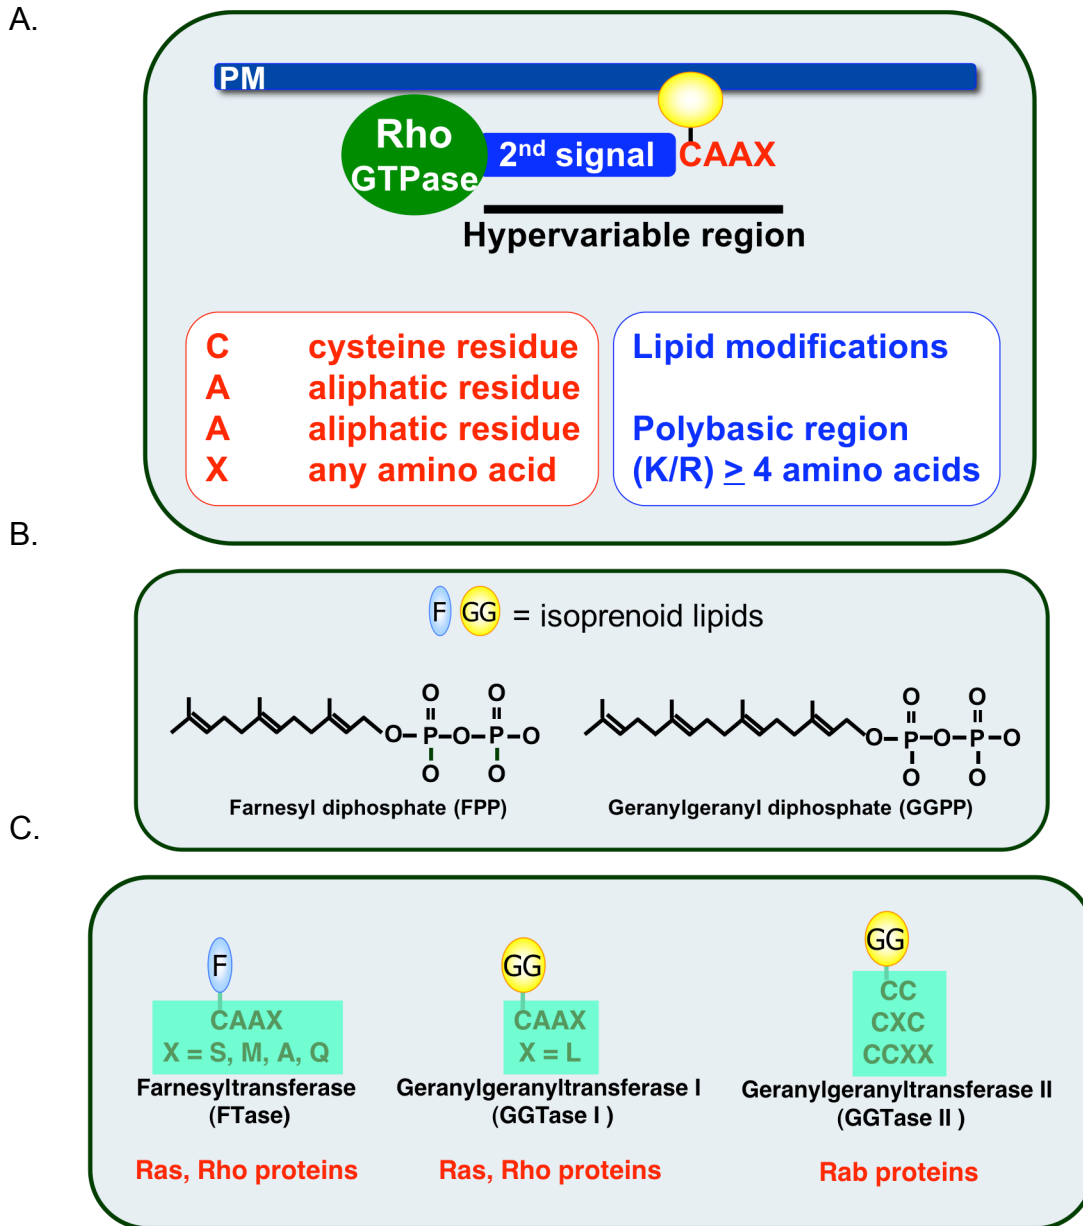 A.
PM
Rho
GTPase
2nd signal
CAAX
Hypervariable region
C cysteine residue
A aliphatic residue
A aliphatic residue
X any amino acid
Lipid modifications
Polybasic region
(K/R) ≥ 4 amino acids
B.
F GG = isoprenoid lipids
O O
O P O P O
O O
Farnesyl diphosphate (FPP)
O O
O P O P O
O O
Geranylgeranyl diphosphate (GGPP)
C.
F
CAAX
X = S, M, A, Q
Farnesyltransferase
(FTase)
Ras, Rho proteins
GG
CAAX
X = L
Geranylgeranyltransferase I
(GGTase I )
Ras, Rho proteins
GG
CC
CXC
CCXX
Geranylgeranyltransferase II
(GGTase II )
Rab proteins